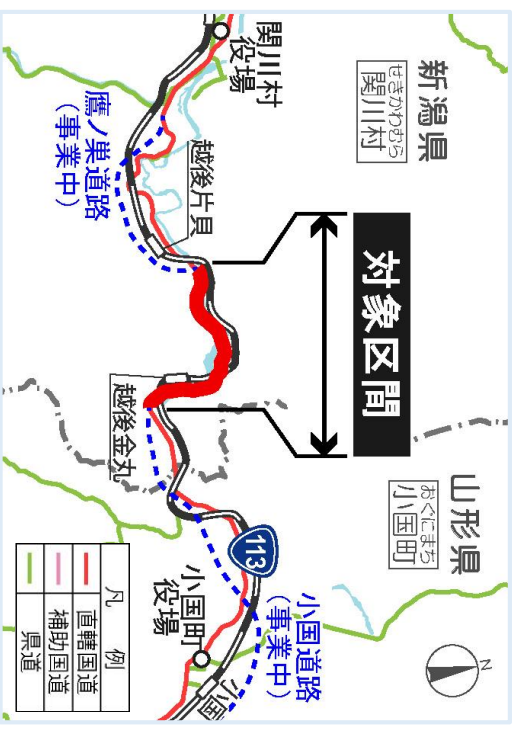 新潟県
せきかわむら
関川村
関川村
役場
鷹ノ巣道路
(事業中)
越後片貝
対象区間
越後金丸
山形県
おぐにまち
小国町
N
113
小国町
役場
小国道路
(事業中)
小国
凡 例
直轄国道
補助国道
県道